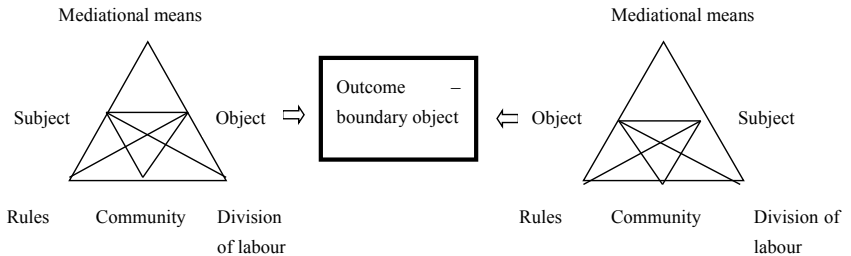 Mediational means
Mediational means
Outcome –
boundary object
Subject
Object
Object
Subject
Rules
Community
Division
of labour
Rules
Community
Division of
labour